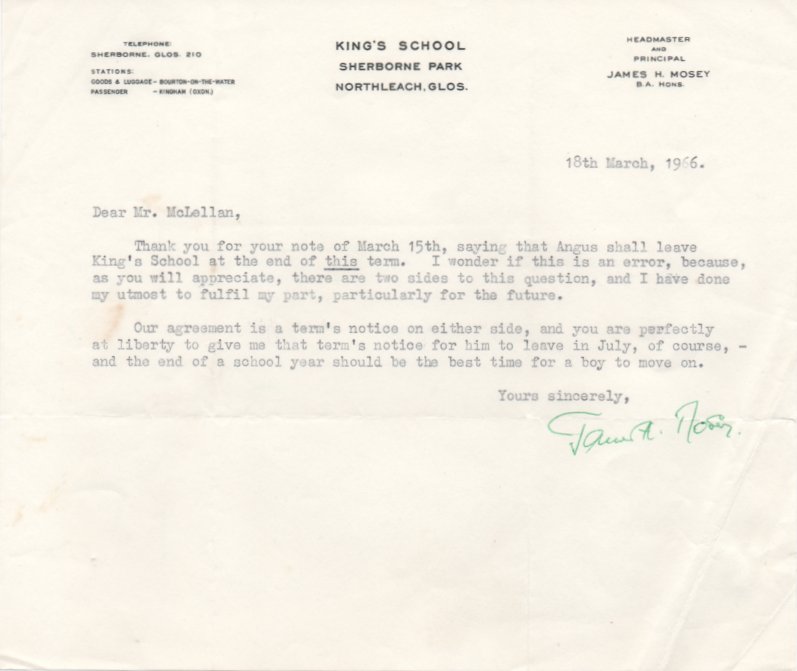 TELEPHONE:
SHERBORNE, GLOS. 210
STATIONS:
GOODS & LUGGAGE - BOURTON-ON-THE-WATER
PASSENGER - KINGHAM (OXON.)
KING'S SCHOOL
SHERBORNE PARK
NORTHLEACH, GLOS.
HEADMASTER
AND
PRINCIPAL
JAMES H. MOSEY
B.A. HONS.
18th March, 1966.
Dear Mr. McLellan,
Thank you for your note of March 15th, saying that Angus shall leave
King's School at the end of this term. I wonder if this is an error, because,
as you will appreciate, there are two sides to this question, and I have done
my utmost to fulfil my part, particularly for the future.
Our agreement is a term's notice on either side, and you are perfectly
at liberty to give me that term's notice for him to leave in July, of course, -
and the end of a school year should be the best time for a boy to move on.
Yours sincerely,
James H. Mosey.